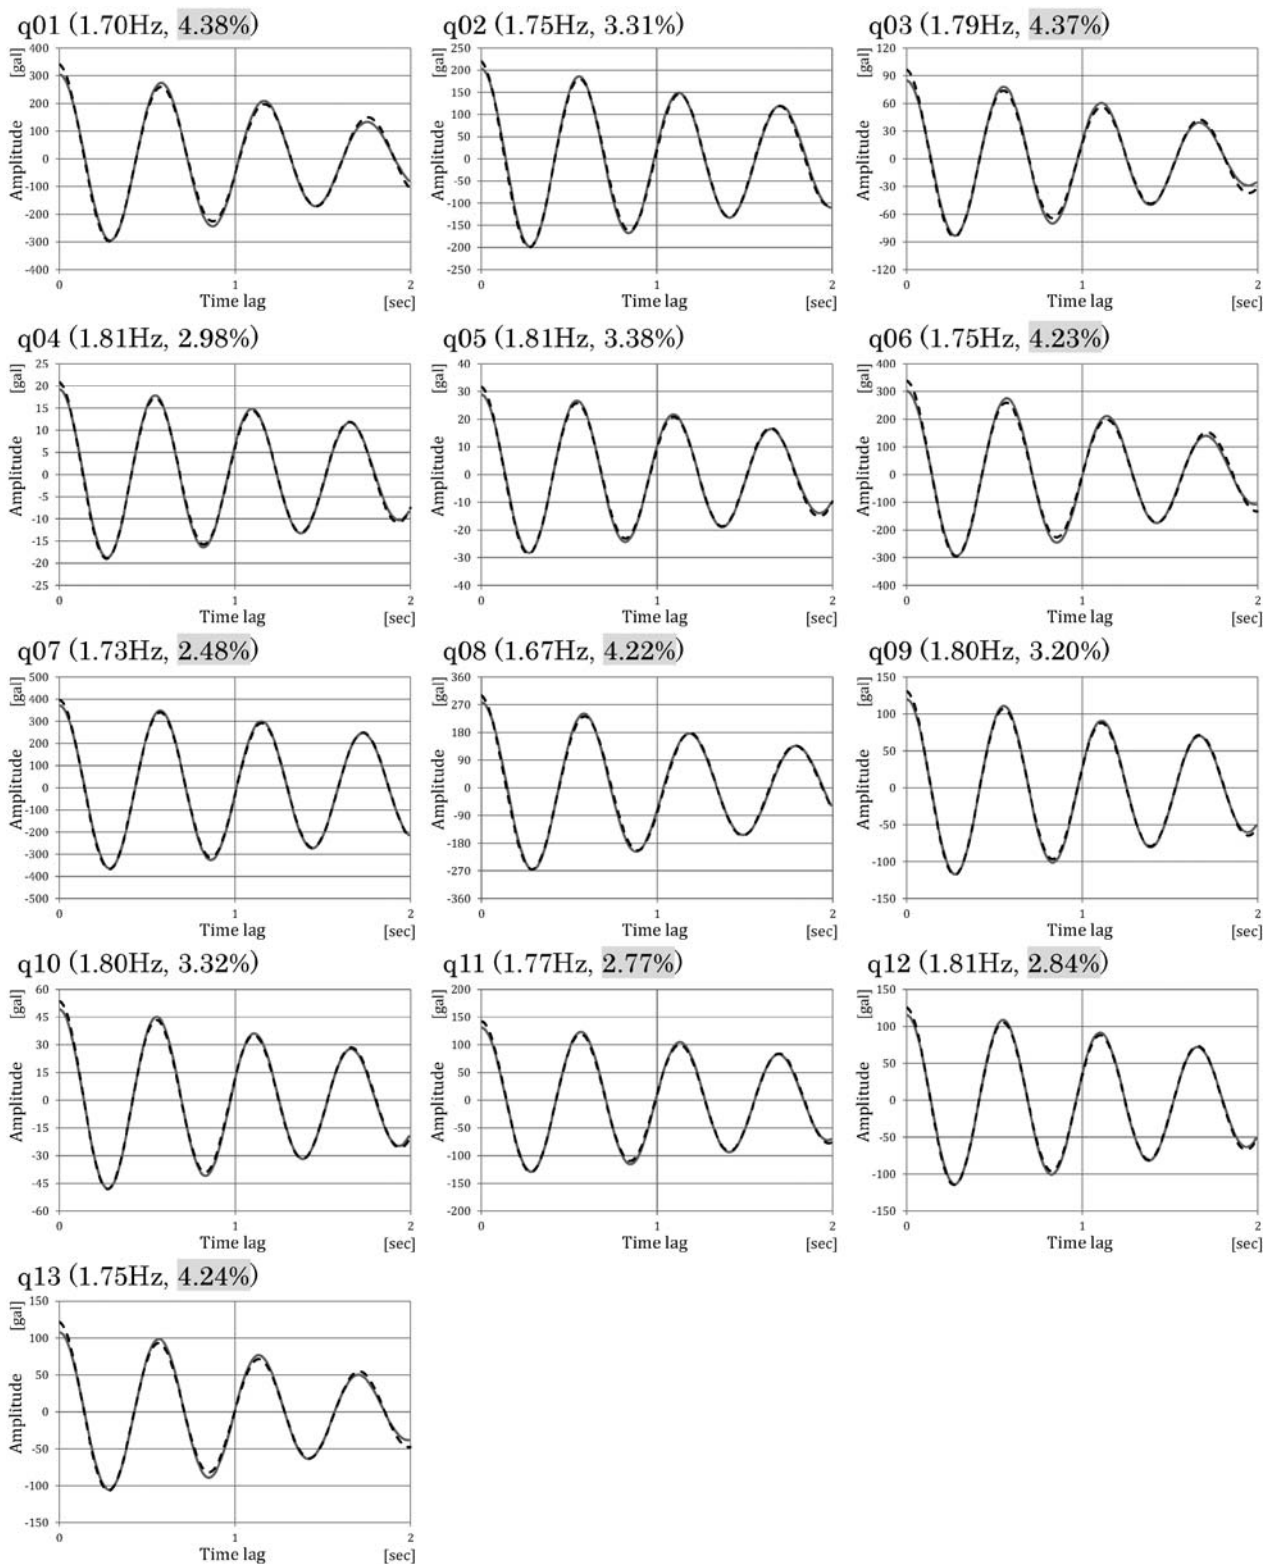 q01 (1.70Hz, 4.38%)
[gal]
Amplitude
400
300
200
100
0
-100
-200
-300
-400
0
1
2
Time lag
[sec]
q02 (1.75Hz, 3.31%)
[gal]
Amplitude
250
200
150
100
50
0
-50
-100
-150
-200
-250
0
1
2
Time lag
[sec]
q03 (1.79Hz, 4.37%)
[gal]
Amplitude
120
90
60
30
0
-30
-60
-90
-120
0
1
2
Time lag
[sec]
q04 (1.81Hz, 2.98%)
[gal]
Amplitude
25
20
15
10
5
0
-5
-10
-15
-20
-25
0
1
2
Time lag
[sec]
q05 (1.81Hz, 3.38%)
[gal]
Amplitude
40
30
20
10
0
-10
-20
-30
-40
0
1
2
Time lag
[sec]
q06 (1.75Hz, 4.23%)
[gal]
Amplitude
400
300
200
100
0
-100
-200
-300
-400
0
1
2
Time lag
[sec]
q07 (1.73Hz, 2.48%)
[gal]
Amplitude
500
400
300
200
100
0
-100
-200
-300
-400
-500
0
1
2
Time lag
[sec]
q08 (1.67Hz, 4.22%)
[gal]
Amplitude
360
270
180
90
0
-90
-180
-270
-360
0
1
2
Time lag
[sec]
q09 (1.80Hz, 3.20%)
[gal]
Amplitude
150
100
50
0
-50
-100
-150
0
1
2
Time lag
[sec]
q10 (1.80Hz, 3.32%)
[gal]
Amplitude
60
45
30
15
0
-15
-30
-45
-60
0
1
2
Time lag
[sec]
q11 (1.77Hz, 2.77%)
[gal]
Amplitude
200
150
100
50
0
-50
-100
-150
-200
0
1
2
Time lag
[sec]
q12 (1.81Hz, 2.84%)
[gal]
Amplitude
150
100
50
0
-50
-100
-150
0
1
2
Time lag
[sec]
q13 (1.75Hz, 4.24%)
[gal]
Amplitude
150
100
50
0
-50
-100
-150
0
1
2
Time lag
[sec]